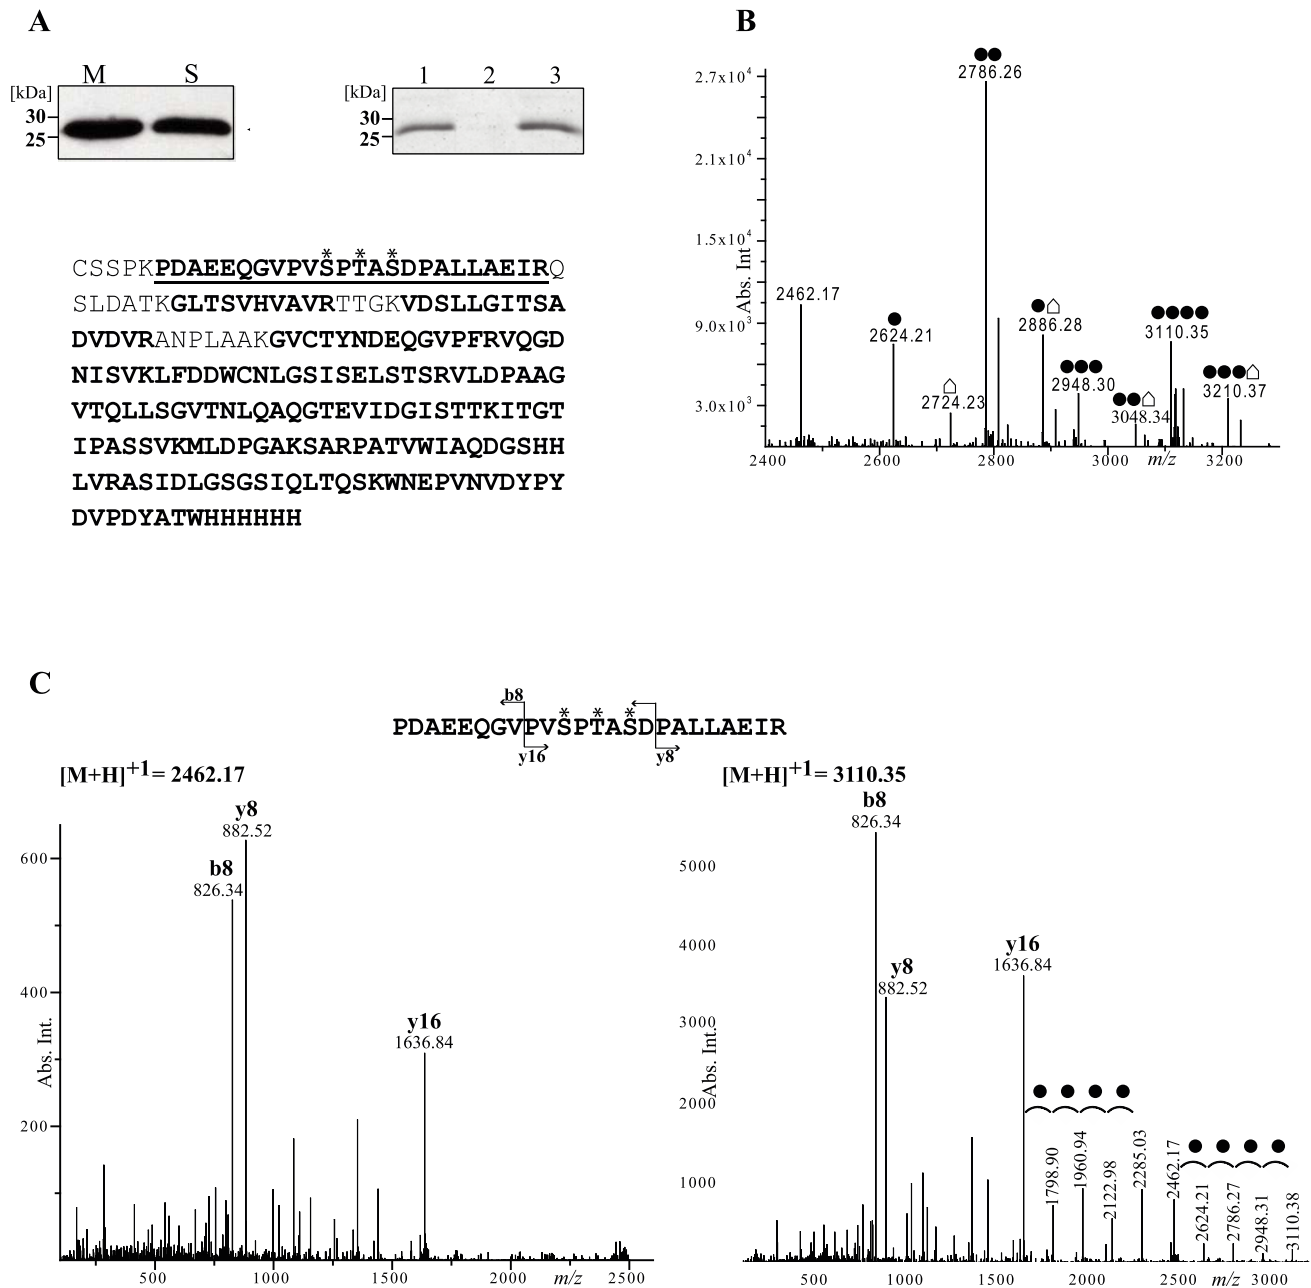 A
M S
[kDa]
30
25
1 2 3
[kDa]
30
25
* * *
CSSPKPDAEEQGVPVSPTASDPALLAEIRQ
SLDATKGLTSVHVAVRTTGKVDSLLGITSA
DVDVRANPLAAKGVCTYNDEQGVPFRVQGD
NISVKLFDDWCNLGSISELSTSRVLDPAAG
VTQLLSGVTNLQAQGTEVIDGISTTKITGT
IPASSVKMLDPGAKSARPATVWIAQDGSHH
LVRASIDLGSGSIQLTQSKWNEPVNVDYPY
DVPDYATWHHHHHH
B
2.7x10⁴
2.1x10⁴
1.5x10⁴
9.0x10³
3.0x10³
Abs. Int
2462.17
2624.21
2724.23
2786.26
2886.28
2948.30
3048.34
3110.35
3210.37
2400 2600 2800 3000 m/z 3200
C
b8
* * *
PDAEEQGVPVSPTASDPALLAEIR
y16 y8
[M+H]+1= 2462.17
y8
882.52
b8
826.34
y16
1636.84
600
400
200
Abs. Int.
500 1000 1500 2000 m/z 2500
[M+H]+1= 3110.35
b8
826.34
y8
882.52
y16
1636.84
5000
4000
3000
2000
1000
Abs. Int.
1798.90
1960.94
2122.98
2285.03
2462.17
2624.21
2786.27
2948.31
3110.38
500 1000 1500 2000 2500 m/z 3000